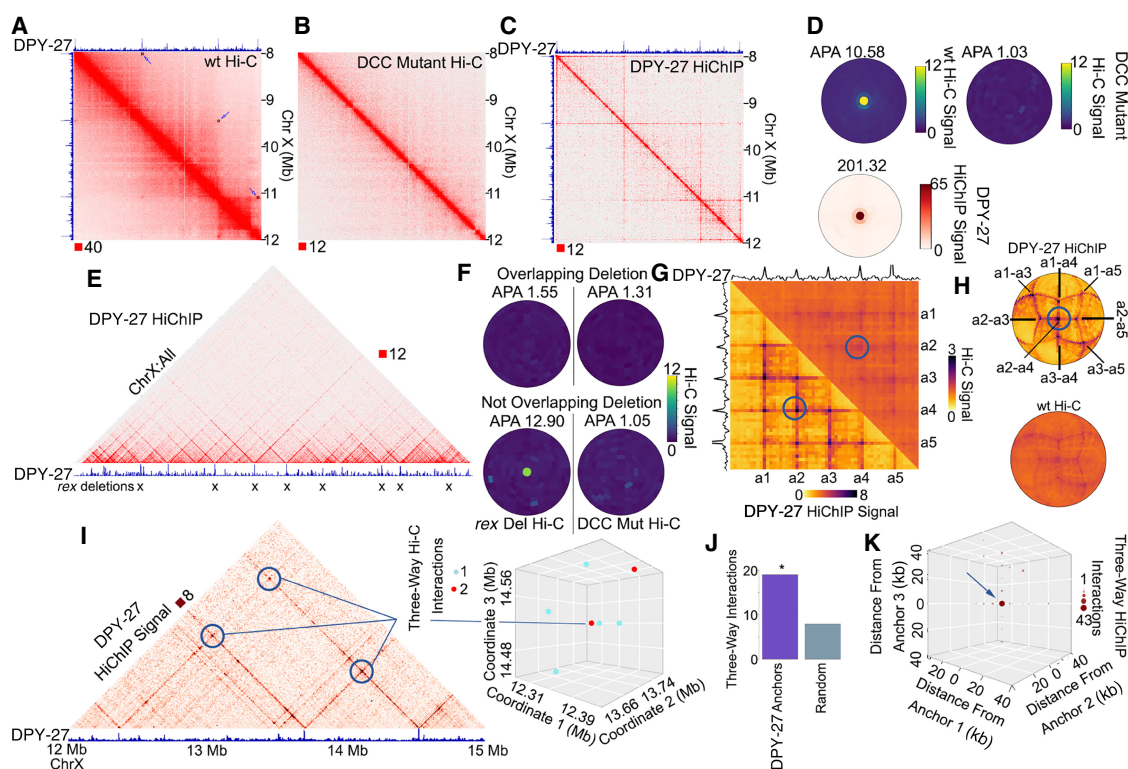 A
DPY-27
wt Hi-C
8
9
10
11
12
Chr X (Mb)
40
B
DCC Mutant Hi-C
8
9
10
11
12
Chr X (Mb)
12
C
DPY-27
DPY-27 HiChIP
8
9
10
11
12
Chr X (Mb)
12
D
APA 10.58
12
0
wt Hi-C
Signal
APA 1.03
12
0
DCC Mutant
Hi-C Signal
201.32
65
0
DPY-27
HiChIP Signal
E
DPY-27 HiChIP
ChrX:All
12
DPY-27
rex deletions
x x x x x x x x
F
Overlapping Deletion
APA 1.55
APA 1.31
Not Overlapping Deletion
APA 12.90
APA 1.05
rex Del Hi-C
DCC Mut Hi-C
12
0
Hi-C Signal
G
DPY-27
a1
a2
a3
a4
a5
a1 a2 a3 a4 a5
3
0
Hi-C Signal
0 8
DPY-27 HiChIP Signal
H
DPY-27 HiChIP
a1-a4
a1-a3
a1-a5
a2-a3
a2-a5
a2-a4
a3-a4
a3-a5
wt Hi-C
I
DPY-27
HiChIP Signal
8
DPY-27
12 Mb 13 Mb 14 Mb 15 Mb
ChrX
Three-Way Hi-C
Interactions
1
2
Coordinate 3 (Mb)
14.56
14.48
12.31
12.39
Coordinate 1 (Mb)
13.66
13.74
Coordinate 2 (Mb)
J
Three-Way Interactions
20
10
0
*
DPY-27 Anchors
Random
K
Distance From
Anchor 3 (kb)
40
20
0
20
40
40 20 0 20 40
Distance From
Anchor 1 (kb)
40 20 0 20 40
Distance From
Anchor 2 (kb)
1
43
Interactions
Three-Way HiChIP